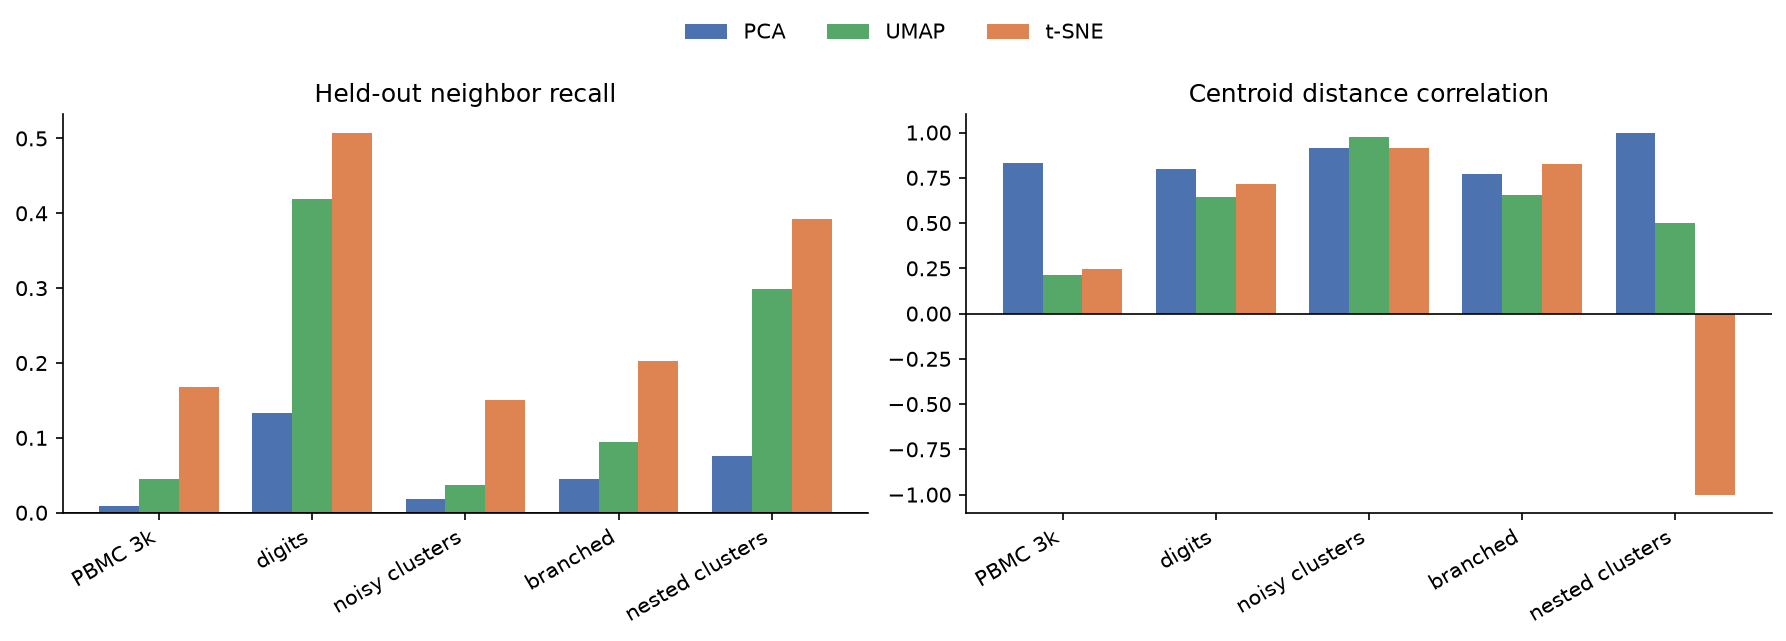 PCA UMAP t-SNE
Held-out neighbor recall
0.5
0.4
0.3
0.2
0.1
0.0
PBMC 3k
digits
noisy clusters
branched
nested clusters
Centroid distance correlation
1.00
0.75
0.50
0.25
0.00
−0.25
−0.50
−0.75
−1.00
PBMC 3k
digits
noisy clusters
branched
nested clusters